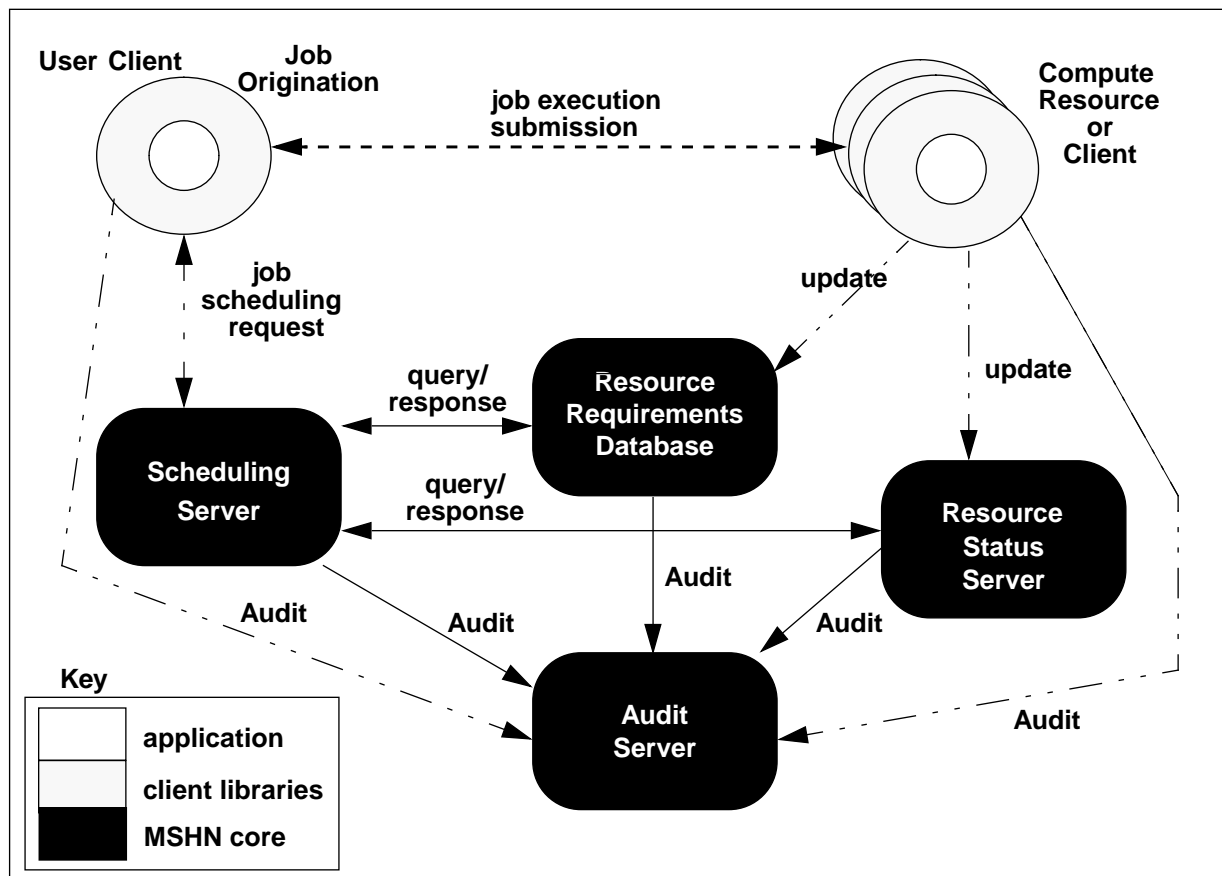 User Client
Job
Origination
job execution
submission
Compute
Resource
or
Client
job
scheduling
request
update
update
query/
response
Resource
Requirements
Database
Scheduling
Server
query/
response
Resource
Status
Server
Audit
Audit
Audit
Audit
Audit
Audit
Server
Key
application
client libraries
MSHN core